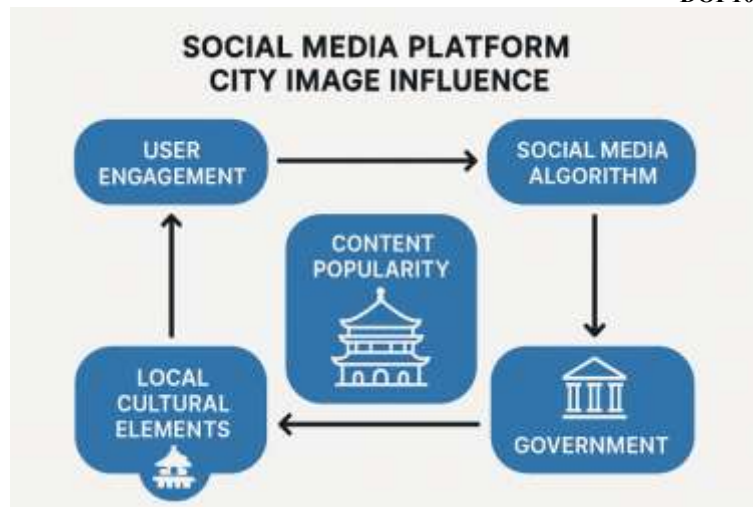 SOCIAL MEDIA PLATFORM
CITY IMAGE INFLUENCE
USER
ENGAGEMENT
SOCIAL MEDIA
ALGORITHM
CONTENT
POPULARITY
LOCAL
CULTURAL
ELEMENTS
GOVERNMENT